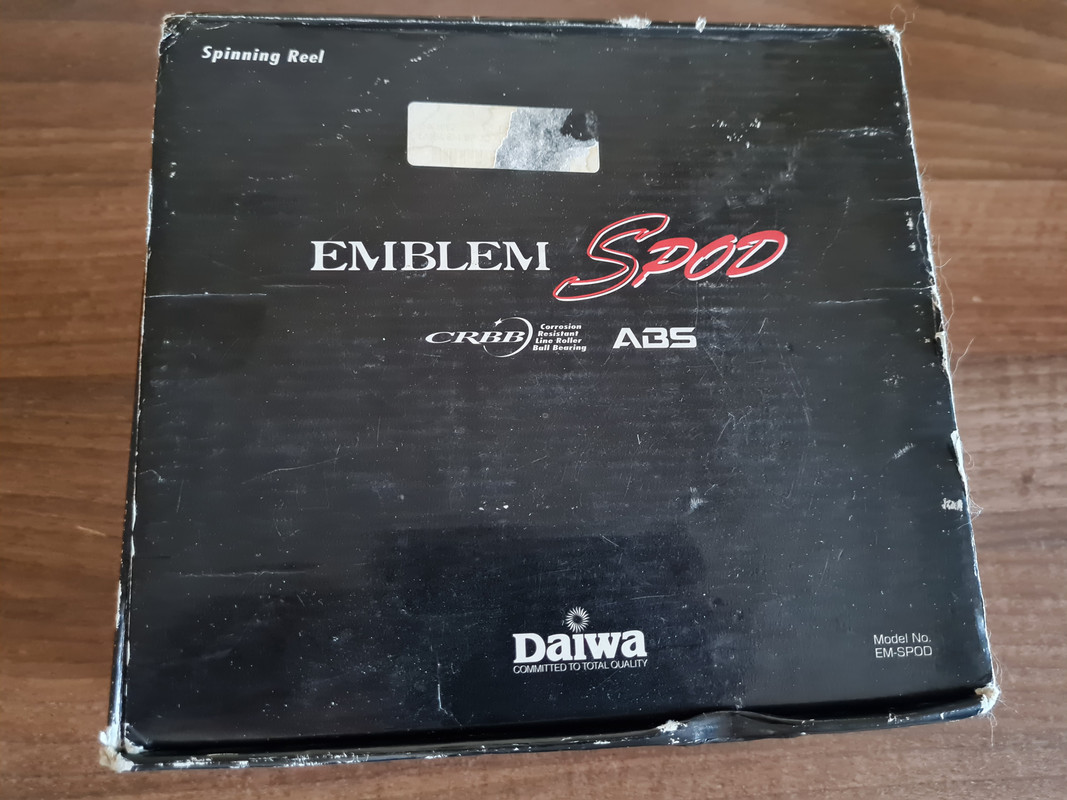 Spinning Reel
EMBLEM SPOD
CRBB Corrosion
Resistant
Line Roller
Ball Bearing
ABS
Daiwa
COMMITTED TO TOTAL QUALITY
Model No.
EM-SPOD